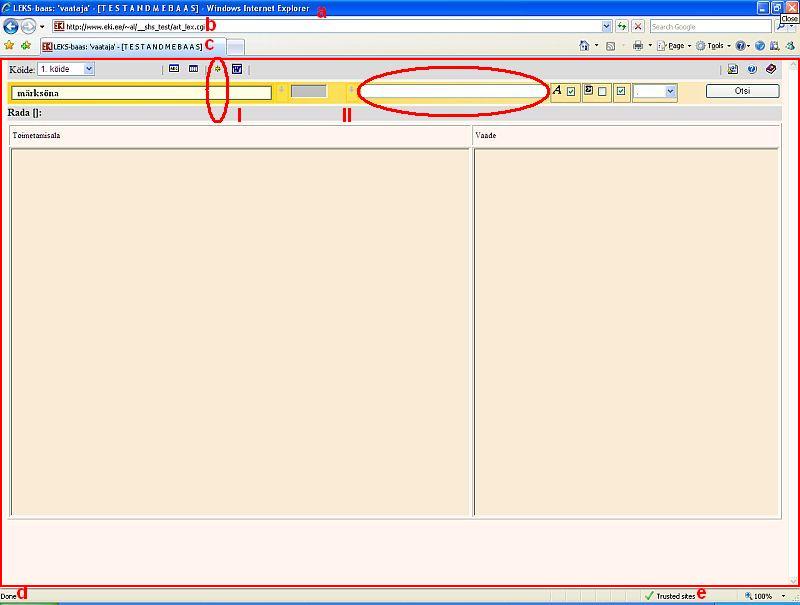 LEKS-baas: 'vaataja' - [T E S T A N D M E B A A S] - Windows Internet Explorer a
Close
http://www.eki.ee/~al/__shs_test/art_lex.cgi b
Search Google
LEKS-baas: 'vaataja' - [T E S T A N D M E B A A S] c
Page Tools
Köide: 1. köide
märksõna
A
Otsi
Rada []: I II
Toimetamisala Vaade
Done d Trusted sites e 100%